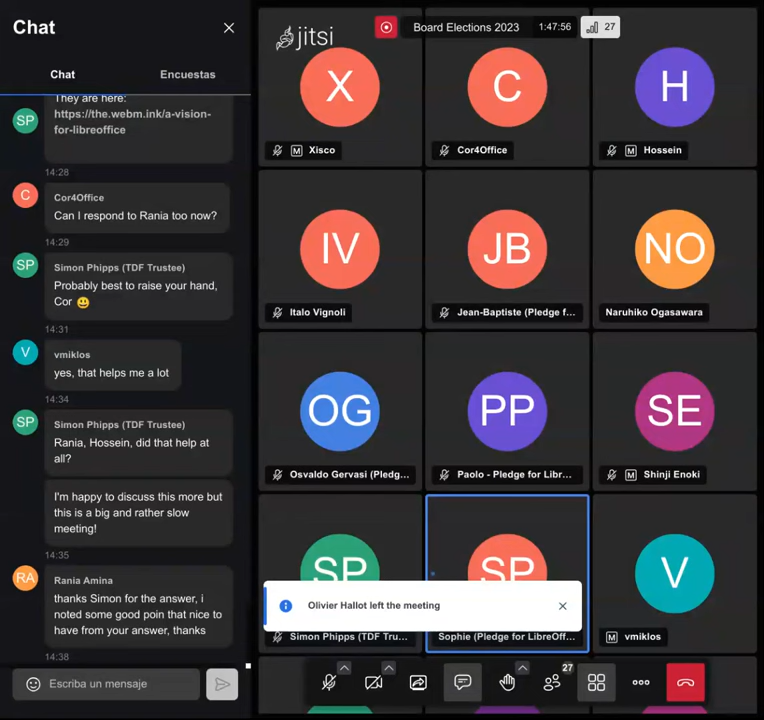 Chat
Chat
Encuestas
They are here:
https://the.webm.ink/a-vision-
for-libreoffice
SP
14:28
C
Cor4Office
Can I respond to Rania too now?
14:29
SP
Simon Phipps (TDF Trustee)
Probably best to raise your hand,
Cor 😃
14:31
V
vmiklos
yes, that helps me a lot
14:34
SP
Simon Phipps (TDF Trustee)
Rania, Hossein, did that help at
all?
I'm happy to discuss this more but
this is a big and rather slow
meeting!
14:35
RA
Rania Amina
thanks Simon for the answer, i
noted some good poin that nice to
have from your answer, thanks
14:38
Escriba un mensaje
jitsi
Board Elections 2023
1:47:56
27
X
M Xisco
C
Cor4Office
H
M Hossein
IV
Italo Vignoli
JB
Jean-Baptiste (Pledge f...
NO
Naruhiko Ogasawara
OG
Osvaldo Gervasi (Pledg...
PP
Paolo - Pledge for Libr...
SE
M Shinji Enoki
SP
Simon Phipps (TDF Tru...
SP
Sophie (Pledge for LibreOff...
V
M vmiklos
Olivier Hallot left the meeting
27